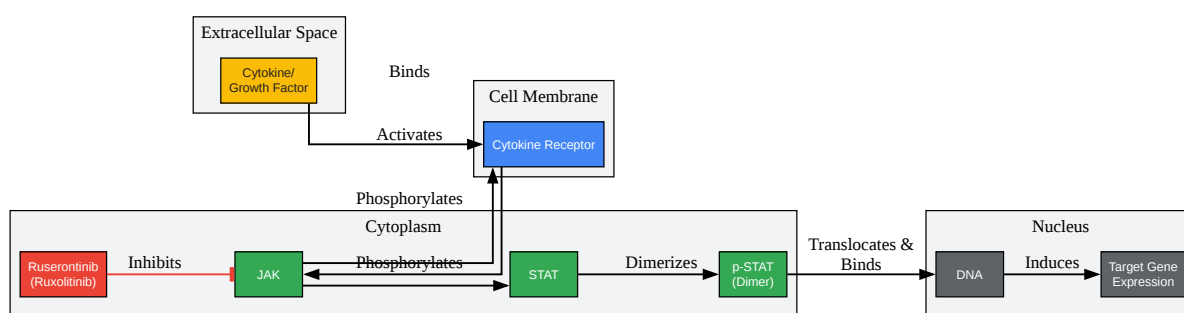 Extracellular Space
Cytokine/
Growth Factor
Binds
Cell Membrane
Activates
Cytokine Receptor
Phosphorylates
Cytoplasm
Nucleus
Ruserontinib
(Ruxolitinib)
Inhibits
JAK
Phosphorylates
STAT
Dimerizes
p-STAT
(Dimer)
Translocates &
Binds
DNA
Induces
Target Gene
Expression